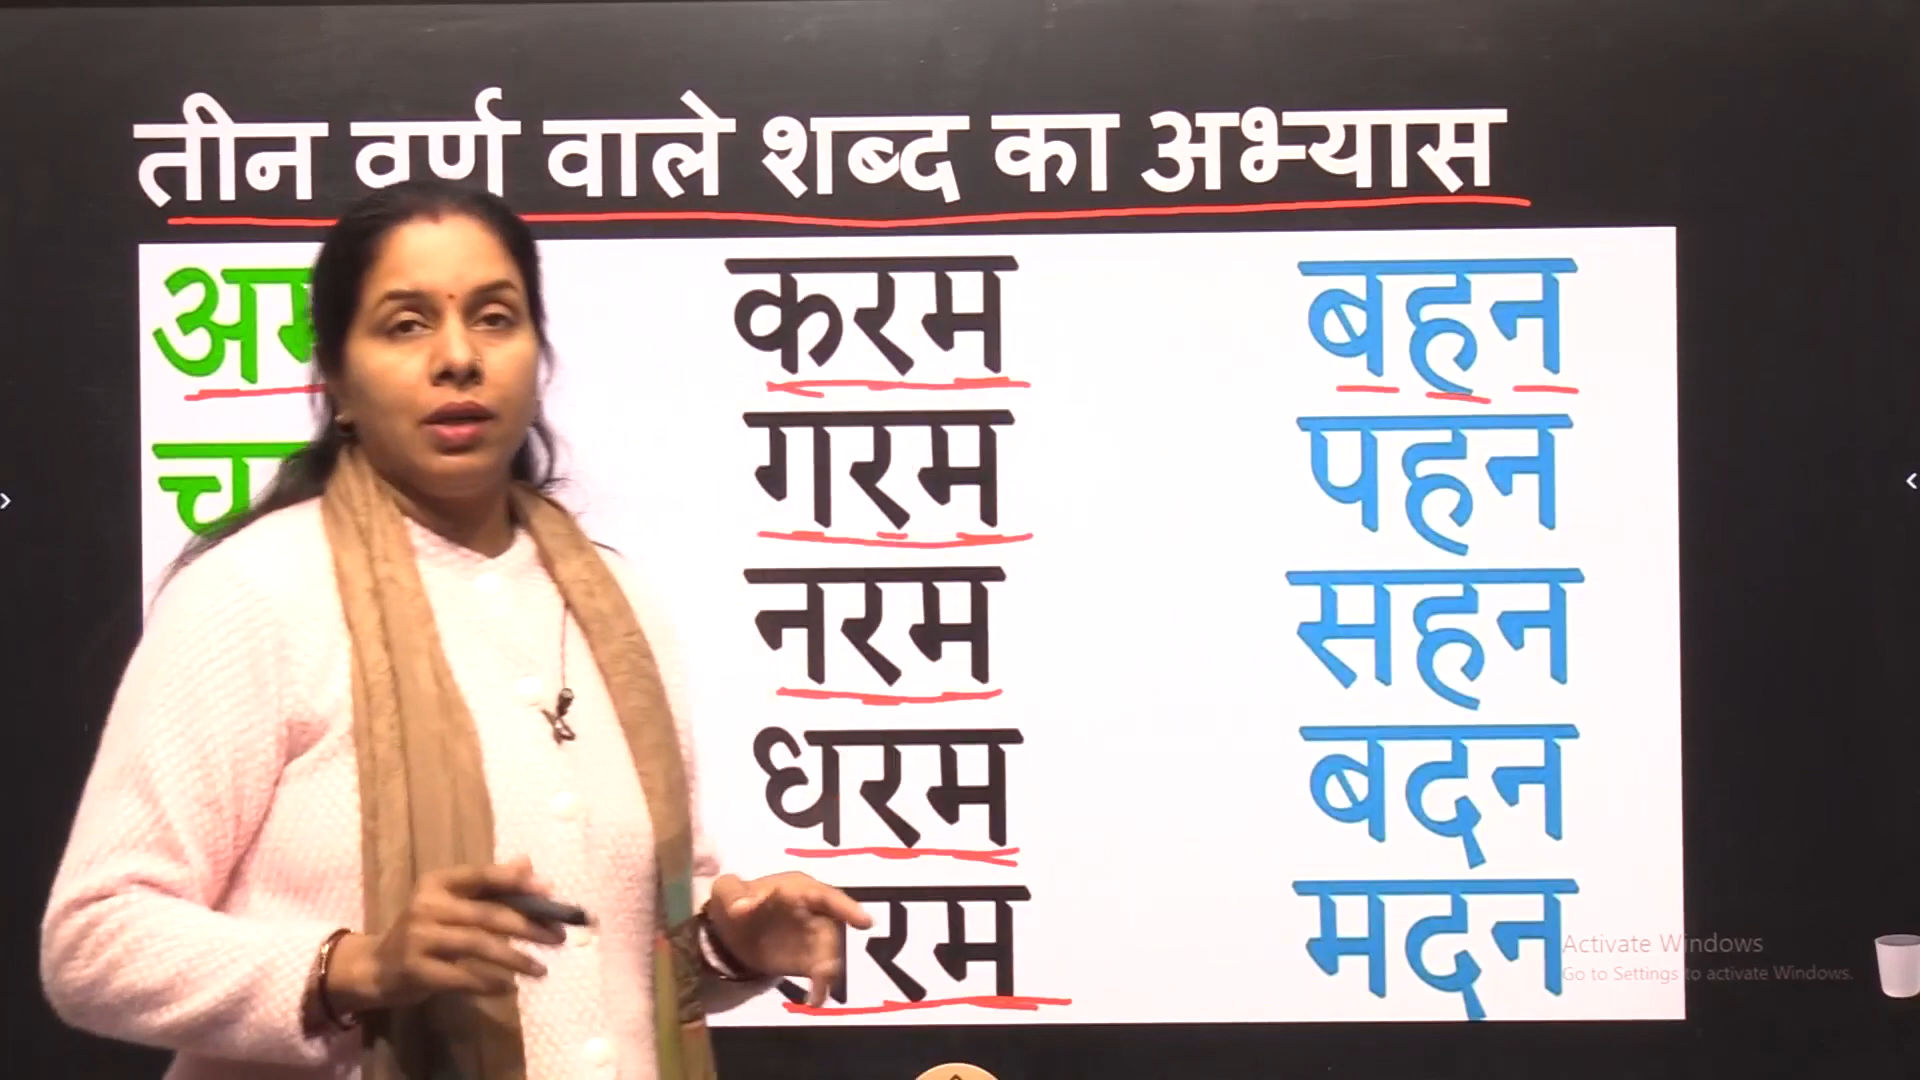 तीन वर्ण वाले शब्द का अभ्यास
करम बहन
गरम पहन
नरम सहन
धरम बदन
मदन
Activate Windows
Go to Settings to activate Windows.